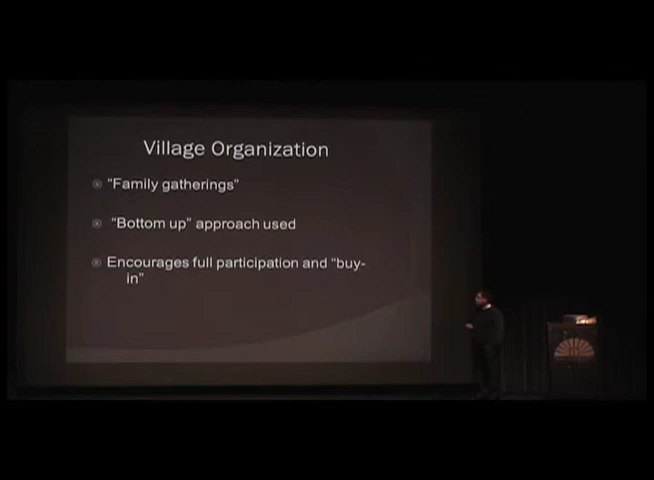 Village Organization
"Family gatherings"
"Bottom up" approach used
Encourages full participation and "buy-
in"